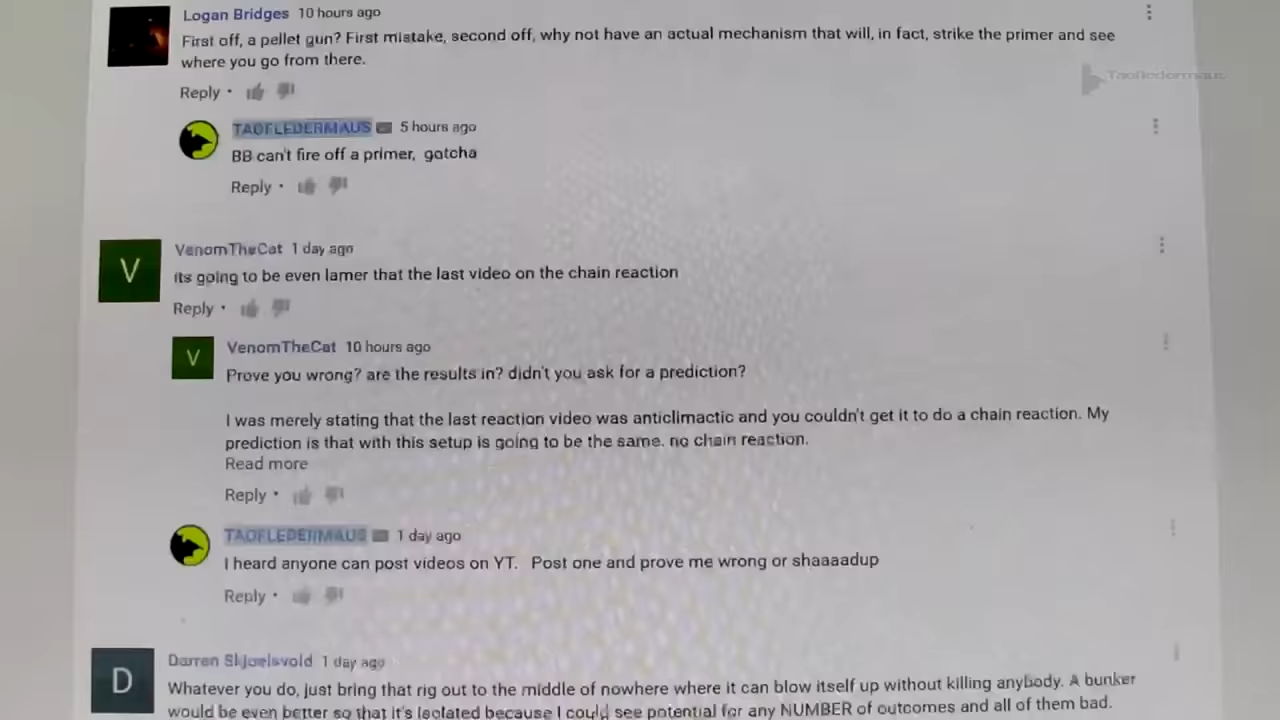 Logan Bridges 10 hours ago
First off, a pellet gun? First mistake, second off, why not have an actual mechanism that will, in fact, strike the primer and see
where you go from there.
Taofledermaus
Reply •
TAOFLEDERMAUS 5 hours ago
BB can't fire off a primer, gotcha
Reply •
V
VenomTheCat 1 day ago
its going to be even lamer that the last video on the chain reaction
Reply •
V
VenomTheCat 10 hours ago
Prove you wrong? are the results in? didn't you ask for a prediction?
I was merely stating that the last reaction video was anticlimactic and you couldn't get it to do a chain reaction. My
prediction is that with this setup is going to be the same. no chain reaction.
Read more
Reply •
TAOFLEDERMAUS 1 day ago
I heard anyone can post videos on YT. Post one and prove me wrong or shaaaadup
Reply •
D
Darren Skjoelsvold 1 day ago
Whatever you do, just bring that rig out to the middle of nowhere where it can blow itself up without killing anybody. A bunker
would be even better so that it's isolated because I could see potential for any NUMBER of outcomes and all of them bad.